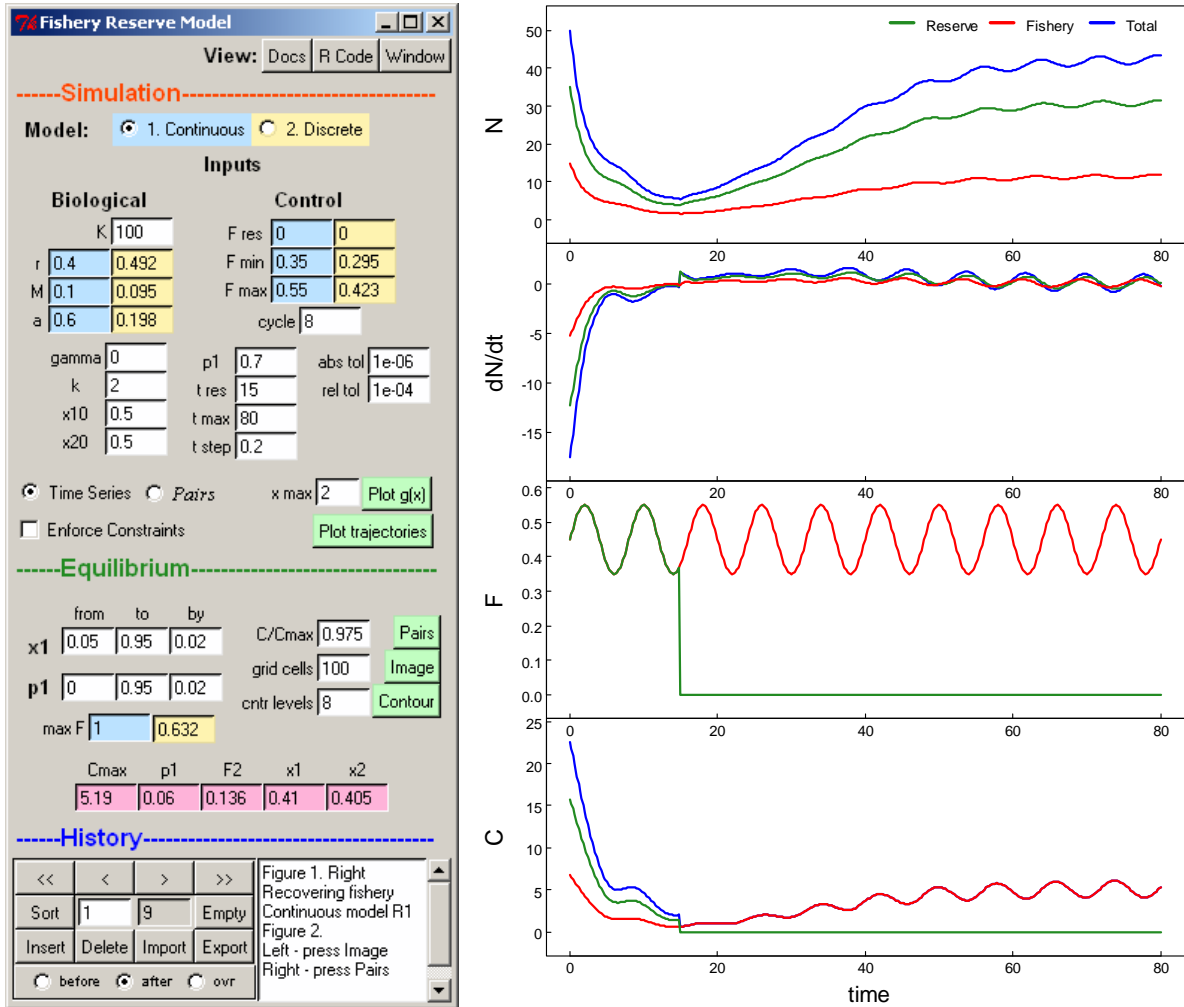 Fishery Reserve Model
View: Docs R Code Window
Simulation
Model: 1. Continuous 2. Discrete
Inputs
Biological Control
K 100
F res 0 0
r 0.4 0.492
F min 0.35 0.295
M 0.1 0.095
F max 0.55 0.423
a 0.6 0.198
cycle 8
gamma 0
p1 0.7
abs tol 1e-06
k 2
t res 15
rel tol 1e-04
x10 0.5
t max 80
x20 0.5
t step 0.2
Time Series Pairs x max 2 Plot g(x)
Enforce Constraints Plot trajectories
Equilibrium
from to by
x1 0.05 0.95 0.02
C/Cmax 0.975 Pairs
grid cells 100 Image
p1 0 0.95 0.02
cntr levels 8 Contour
max F 1 0.632
Cmax p1 F2 x1 x2
5.19 0.06 0.136 0.41 0.405
History
<< < > >>
Sort 1 9 Empty
Insert Delete Import Export
before after ovr
Figure 1. Right
Recovering fishery
Continuous model R1
Figure 2.
Left - press Image
Right - press Pairs
Reserve Fishery Total
N
50
40
30
20
10
0
0 20 40 60 80
dN/dt
0
-5
-10
-15
0 20 40 60 80
F
0.6
0.5
0.4
0.3
0.2
0.1
0.0
0 20 40 60 80
C
25
20
15
10
5
0
0 20 40 60 80
time